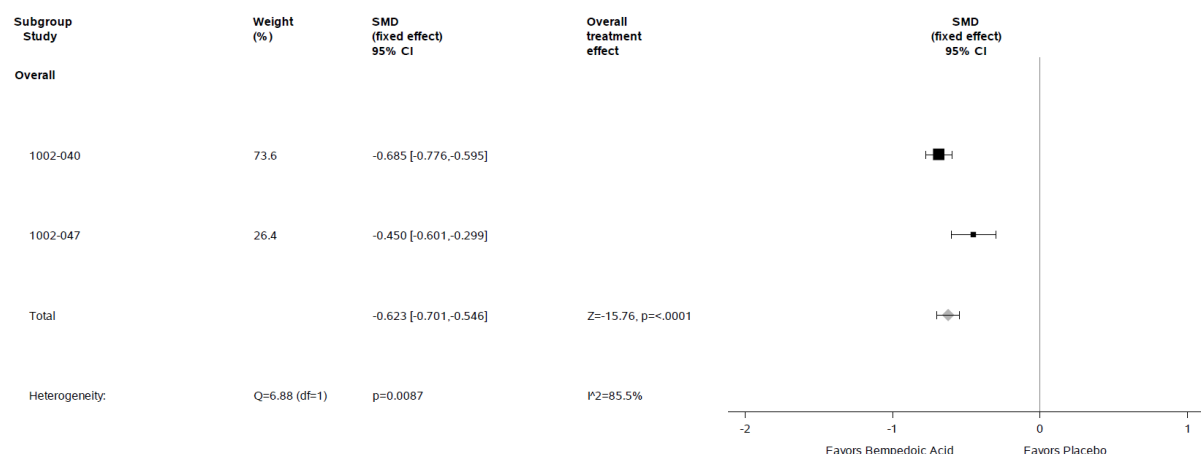 Subgroup Weight SMD Overall SMD
Study (%) (fixed effect) treatment (fixed effect)
95% CI effect 95% CI
Overall
1002-040 73.6 -0.685 [-0.776,-0.595]
1002-047 26.4 -0.450 [-0.601,-0.299]
Total -0.623 [-0.701,-0.546] Z=-15.76, p=<.0001
Heterogeneity: Q=6.88 (df=1) p=0.0087 I^2=85.5%
-2 -1 0 1
Favors Bempedoic Acid Favors Placebo